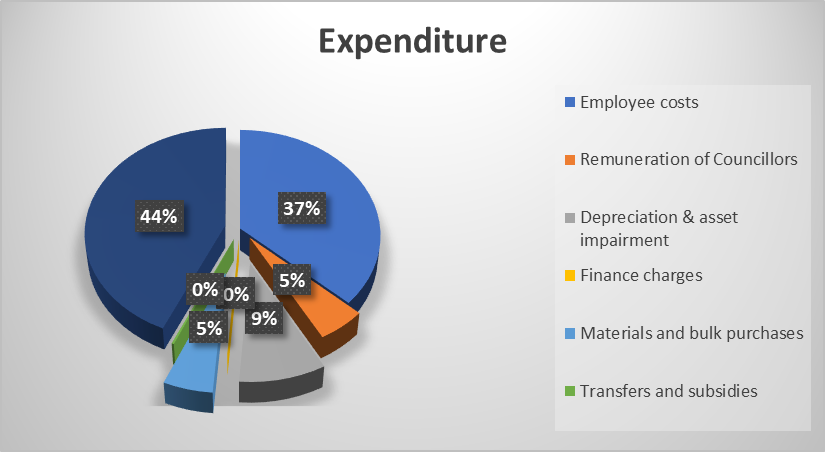 Expenditure
Employee costs
Remuneration of Councillors
Depreciation & asset
impairment
Finance charges
Materials and bulk purchases
Transfers and subsidies
44%
37%
5%
0%
0%
9%
5%